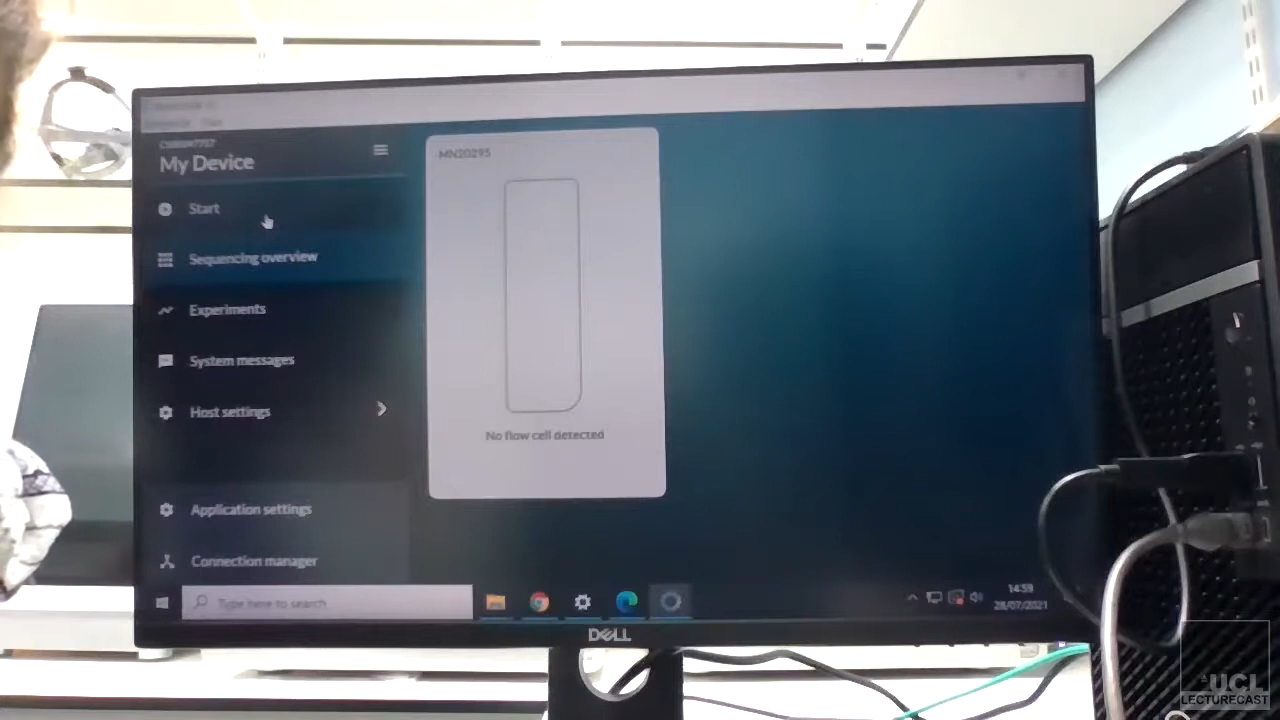 My Device
MN20295
Start
Sequencing overview
Experiments
System messages
Host settings
No flow cell detected
Application settings
Connection manager
Type here to search
14:59
28/07/2021
DELL
UCL
LECTURECAST